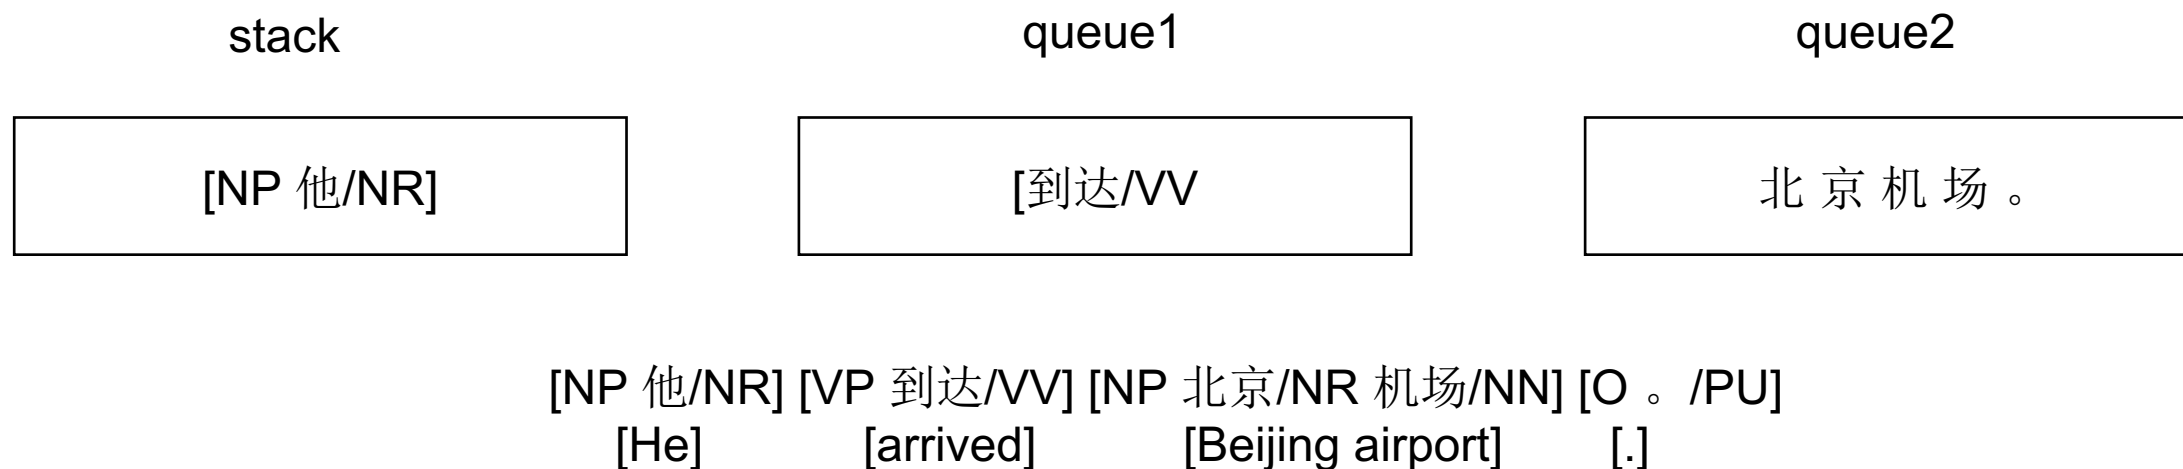 stack queue1 queue2
[NP 他/NR] [到达/VV 北 京 机 场 。
[NP 他/NR] [VP 到达/VV] [NP 北京/NR 机场/NN] [O 。/PU]
[He] [arrived] [Beijing airport] [.]